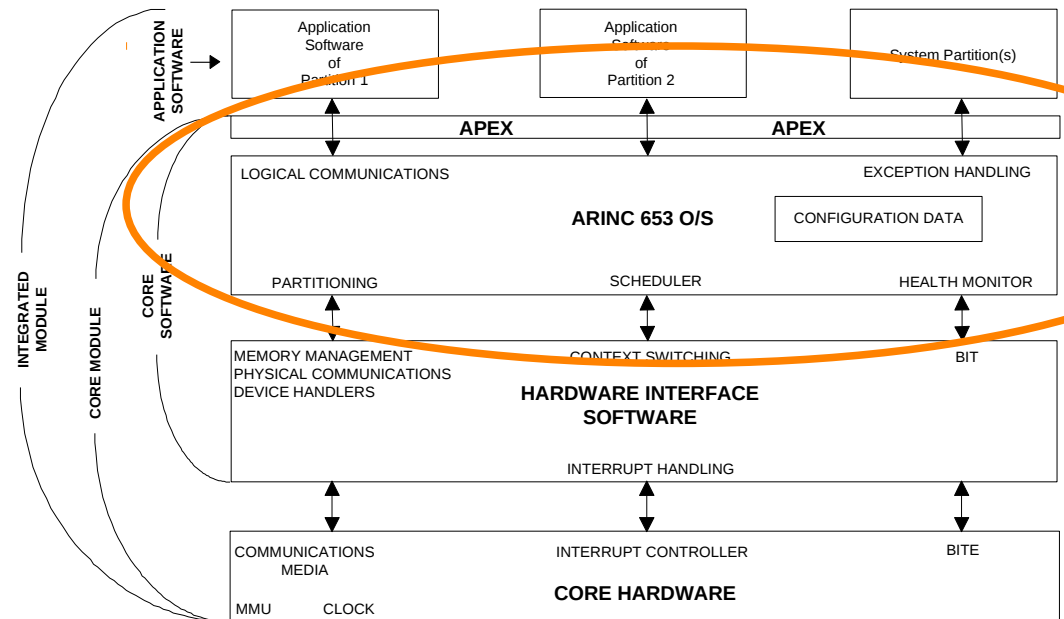 Application
Software
of
Partition 1
Application
Software
of
Partition 2
System Partition(s)
APPLICATION
SOFTWARE
APEX
APEX
LOGICAL COMMUNICATIONS
EXCEPTION HANDLING
ARINC 653 O/S
CONFIGURATION DATA
PARTITIONING
SCHEDULER
HEALTH MONITOR
INTEGRATED
MODULE
CORE MODULE
CORE
SOFTWARE
MEMORY MANAGEMENT
PHYSICAL COMMUNICATIONS
DEVICE HANDLERS
CONTEXT SWITCHING
BIT
HARDWARE INTERFACE
SOFTWARE
INTERRUPT HANDLING
COMMUNICATIONS
MEDIA
INTERRUPT CONTROLLER
BITE
CORE HARDWARE
MMU
CLOCK